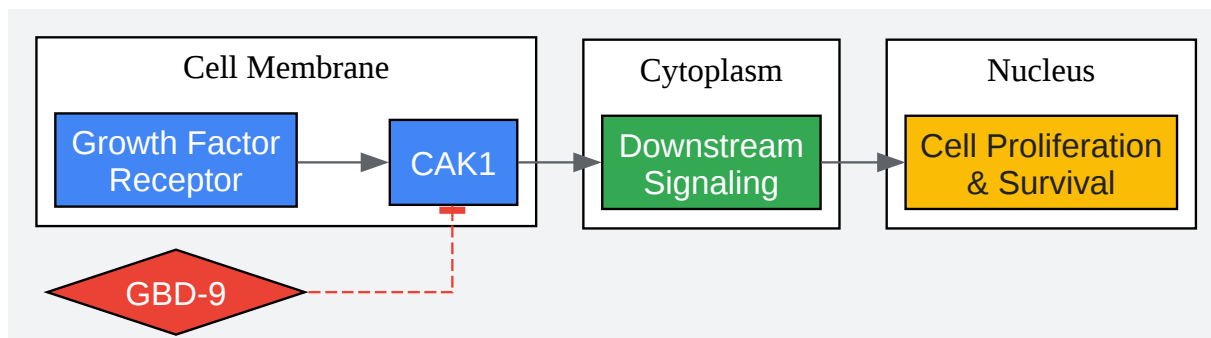 Cell Membrane
Growth Factor
Receptor
CAK1
Cytoplasm
Downstream
Signaling
Nucleus
Cell Proliferation
& Survival
GBD-9